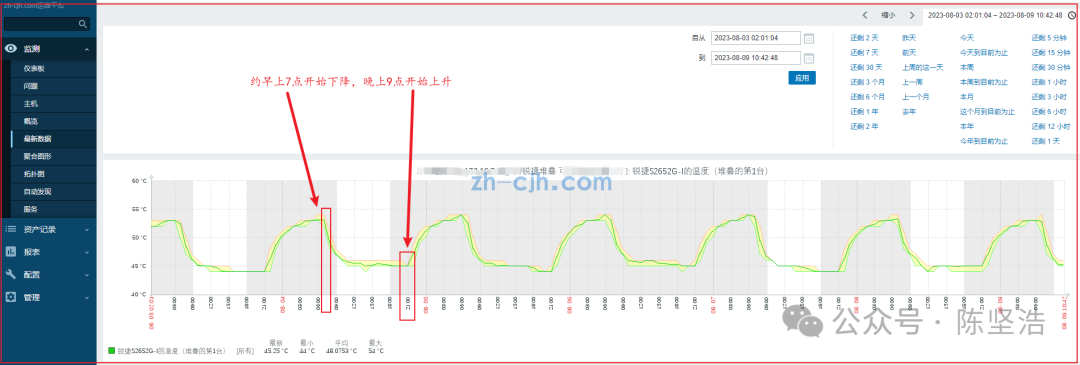 zh-cjh.com运维平台
监测
仪表板
问题
主机
概览
最新数据
聚合图形
拓扑图
自动发现
服务
资产记录
报表
配置
管理
缩小
2023-08-03 02:01:04 – 2023-08-09 10:42:48
自从 2023-08-03 02:01:04
到 2023-08-09 10:42:48
应用
还剩 2 天 昨天 今天 还剩 5 分钟
还剩 7 天 前天 今天到目前为止 还剩 15 分钟
还剩 30 天 上周的这一天 本周 还剩 30 分钟
还剩 3 个月 上一周 本周到目前为止 还剩 1 小时
还剩 6 个月 上一个月 本月 还剩 3 小时
还剩 1 年 去年 这个月到目前为止 还剩 6 小时
还剩 2 年 本年 还剩 12 小时
今年到目前为止 还剩 1 天
约早上7点开始下降，晚上9点开始上升
锐捷堆叠 ]: 锐捷S2652G-I的温度（堆叠的第1台）
zh-cjh.com
60 °C
55 °C
50 °C
45 °C
40 °C
最新 最小 平均 最大
锐捷S2652G-I的温度（堆叠的第1台） [所有] 45.25 °C 44 °C 48.0753 °C 54 °C
公众号 · 陈坚浩